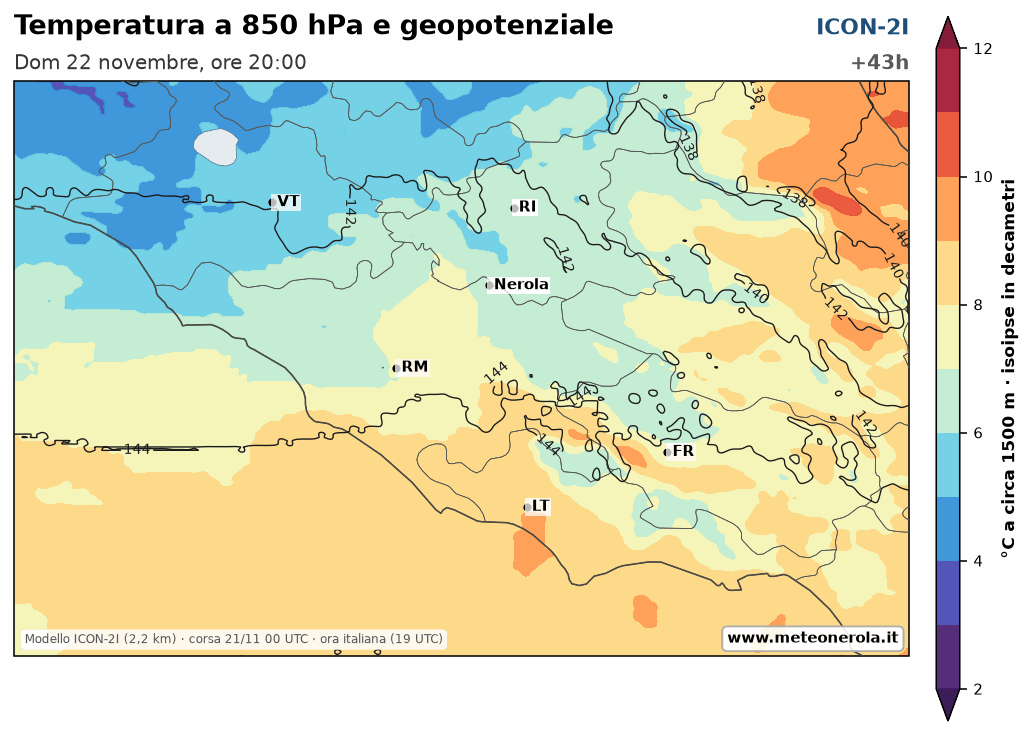 Temperatura a 850 hPa e geopotenziale
ICON-2I
Dom 22 novembre, ore 20:00
+43h
12
10
8
6
4
2
°C a circa 1500 m · isoipse in decametri
138
138
138
VT
142
RI
140
142
140
Nerola
140
142
RM
144
144
142
144
144
FR
LT
Modello ICON-2I (2,2 km) · corsa 21/11 00 UTC · ora italiana (19 UTC)
www.meteonerola.it